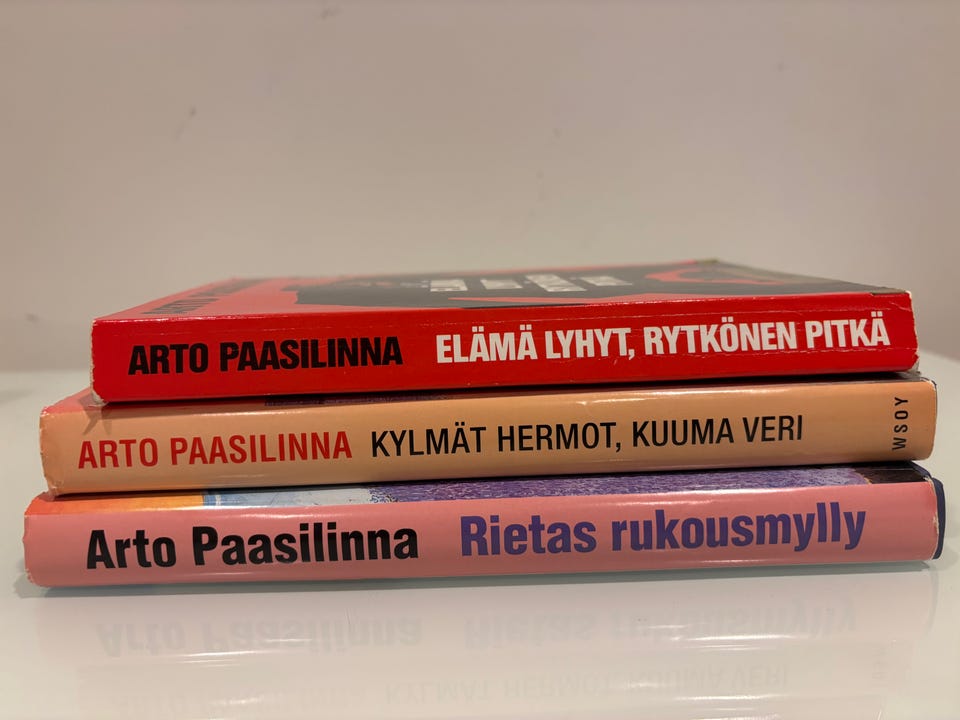 ARTO PAASILINNA ELÄMÄ LYHYT, RYTKÖNEN PITKÄ
ARTO PAASILINNA KYLMÄT HERMOT, KUUMA VERI WSOY
Arto Paasilinna Rietas rukousmylly